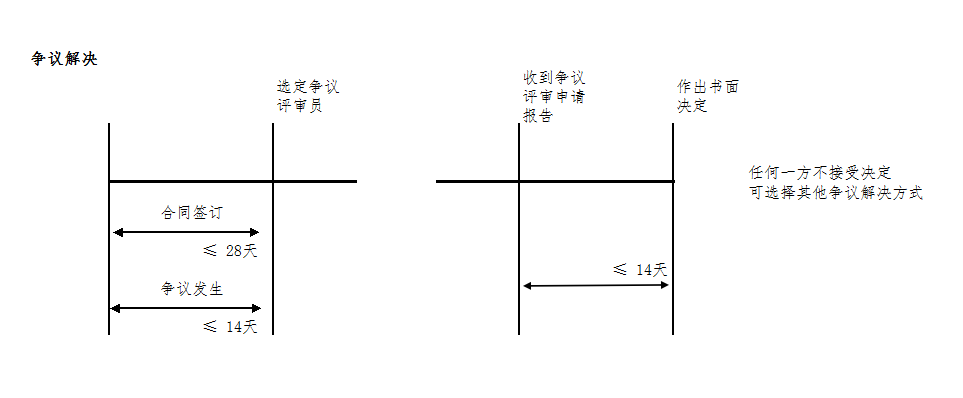 争议解决
选定争议
评审员
收到争议
评审申请
报告
作出书面
决定
任何一方不接受决定
可选择其他争议解决方式
合同签订
≤ 28天
≤ 14天
争议发生
≤ 14天